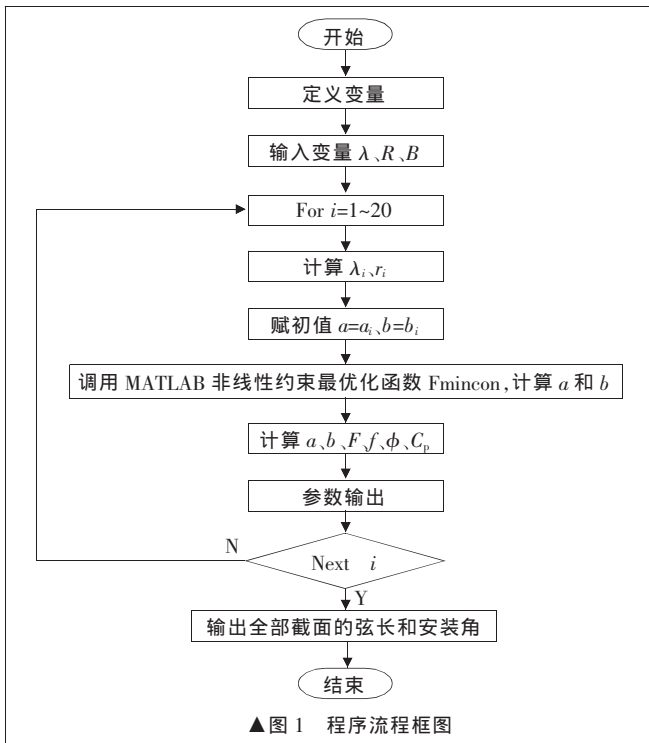 开始
定义变量
输入变量 λ、R、B
For i=1~20
计算 λi、ri
赋初值 a=ai、b=bi
调用 MATLAB 非线性约束最优化函数 Fmincon,计算 a 和 b
计算 a、b、F、f、ϕ、Cp
参数输出
N
Next i
Y
输出全部截面的弦长和安装角
结束
▲图 1 程序流程框图